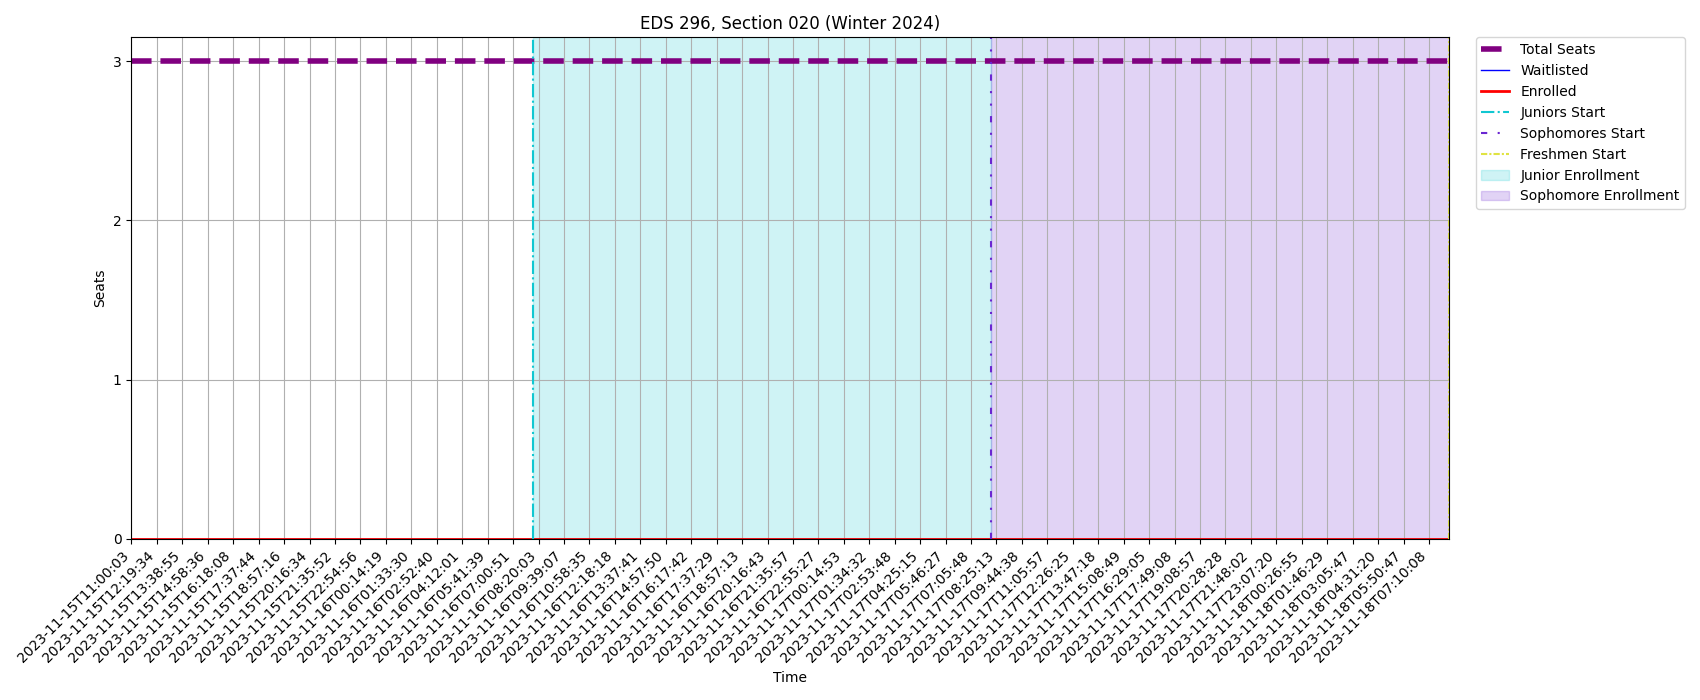 EDS 296, Section 020 (Winter 2024)
Total Seats
Waitlisted
Enrolled
Juniors Start
Sophomores Start
Freshmen Start
Junior Enrollment
Sophomore Enrollment
Seats
3
2
1
0
2023-11-15T11:00:03
2023-11-15T12:19:34
2023-11-15T13:38:55
2023-11-15T14:58:36
2023-11-15T16:18:08
2023-11-15T17:37:44
2023-11-15T18:57:16
2023-11-15T20:16:34
2023-11-15T21:35:52
2023-11-15T22:54:56
2023-11-16T00:14:19
2023-11-16T01:33:30
2023-11-16T02:52:40
2023-11-16T04:12:01
2023-11-16T05:41:39
2023-11-16T07:00:51
2023-11-16T08:20:03
2023-11-16T09:39:07
2023-11-16T10:58:35
2023-11-16T12:18:18
2023-11-16T13:37:41
2023-11-16T14:57:50
2023-11-16T16:17:42
2023-11-16T17:37:29
2023-11-16T18:57:13
2023-11-16T20:16:43
2023-11-16T21:35:57
2023-11-16T22:55:27
2023-11-17T00:14:53
2023-11-17T01:34:32
2023-11-17T02:53:48
2023-11-17T04:25:15
2023-11-17T05:46:27
2023-11-17T07:05:48
2023-11-17T08:25:13
2023-11-17T09:44:38
2023-11-17T11:05:57
2023-11-17T12:26:25
2023-11-17T13:47:18
2023-11-17T15:08:49
2023-11-17T16:29:05
2023-11-17T17:49:08
2023-11-17T19:08:57
2023-11-17T20:28:28
2023-11-17T21:48:02
2023-11-17T23:07:20
2023-11-18T00:26:55
2023-11-18T01:46:29
2023-11-18T03:05:47
2023-11-18T04:31:20
2023-11-18T05:50:47
2023-11-18T07:10:08
Time